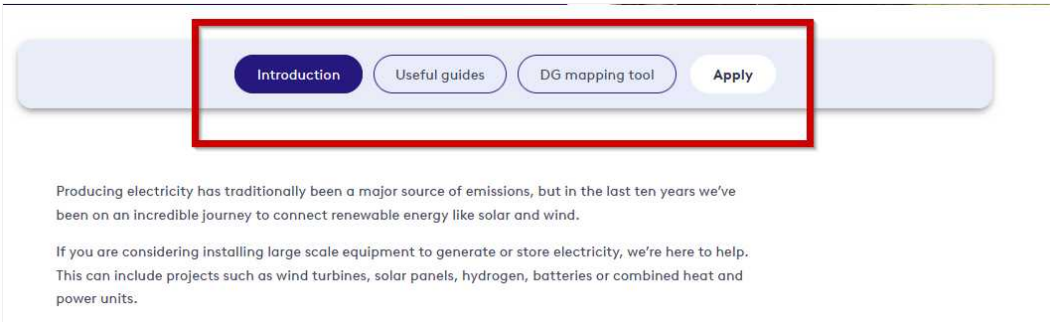 Introduction Useful guides DG mapping tool Apply
Producing electricity has traditionally been a major source of emissions, but in the last ten years we’ve
been on an incredible journey to connect renewable energy like solar and wind.
If you are considering installing large scale equipment to generate or store electricity, we’re here to help.
This can include projects such as wind turbines, solar panels, hydrogen, batteries or combined heat and
power units.